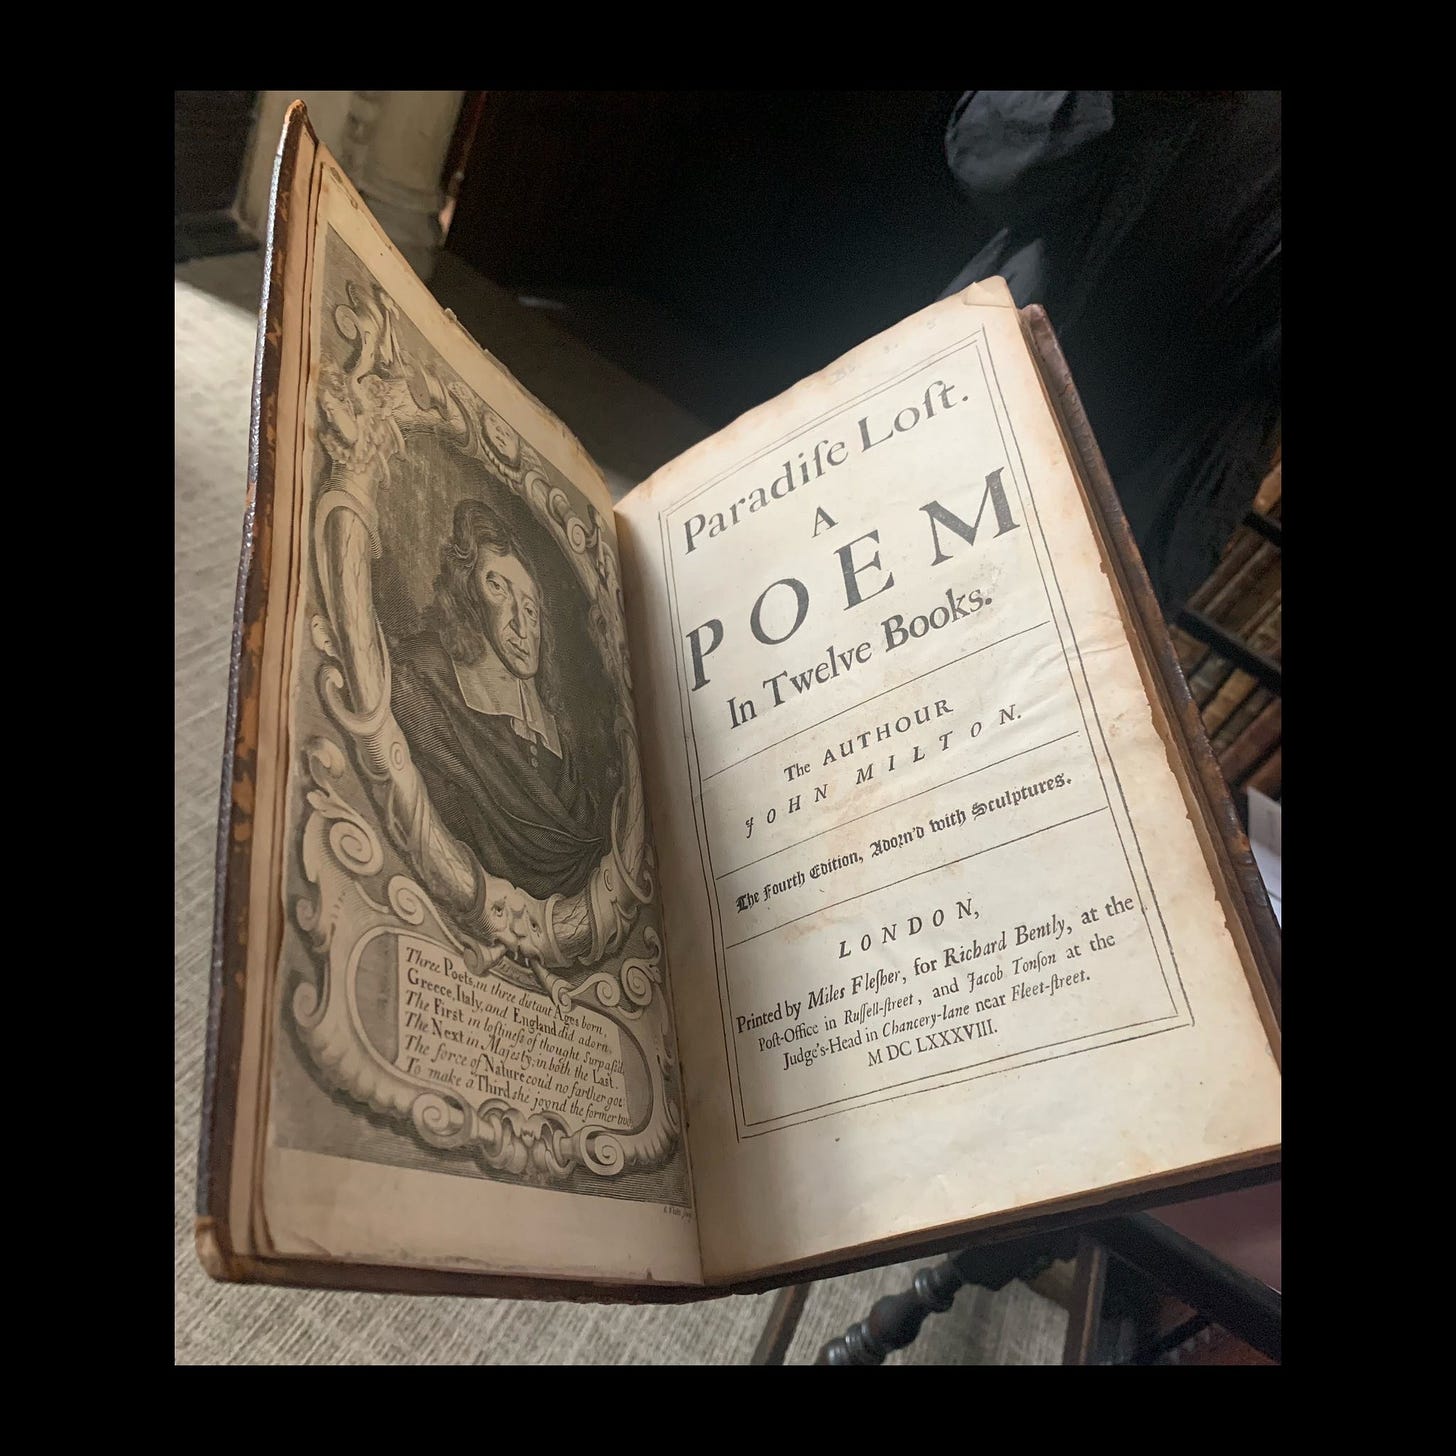 Three Poets, in three distant Ages born,
Greece, Italy, and England did adorn,
The First in loftiness of thought Surpass'd,
The Next in Majesty; in both the Last.
The force of Nature cou'd no farther goe:
To make a Third she joynd the former two.
Paradiſe Loſt.
A
POEM
In Twelve Books.
The AUTHOUR
JOHN MILTON.
The Fourth Edition, Adorn'd with Sculptures.
LONDON,
Printed by Miles Fleſher, for Richard Bently, at the
Poſt-Office in Ruſſell-ſtreet, and Jacob Tonſon at the
Judge's-Head in Chancery-lane near Fleet-ſtreet.
M DC LXXXVIII.